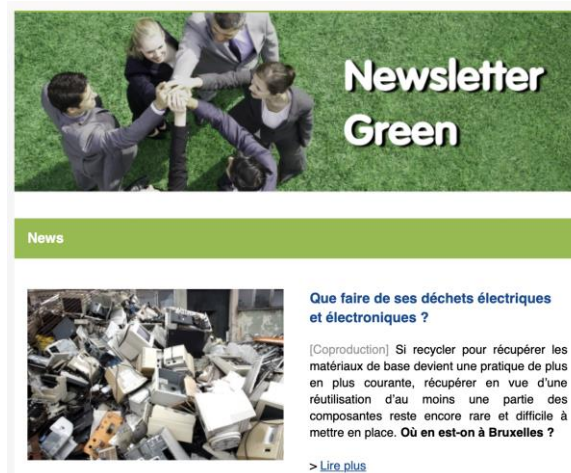 Newsletter
Green
News
Que faire de ses déchets électriques
et électroniques ?
[Coproduction] Si recycler pour récupérer les
matériaux de base devient une pratique de plus
en plus courante, récupérer en vue d'une
réutilisation d'au moins une partie des
composantes reste encore rare et difficile à
mettre en place. Où en est-on à Bruxelles ?
> Lire plus